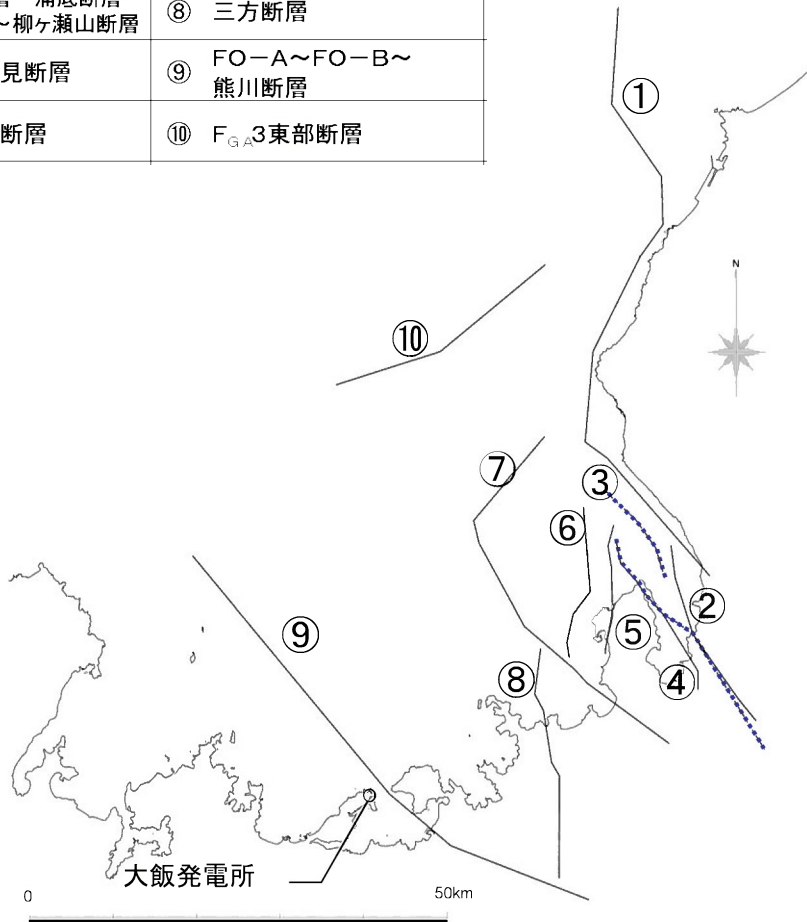 ~柳ヶ瀬山断層
⑧ 三方断層
見断層
⑨ FO-A~FO-B~
熊川断層
断層
⑩ FGA3東部断層
①
N
⑩
⑦
③
⑥
②
⑨
⑤
⑧
④
大飯発電所
0
50km